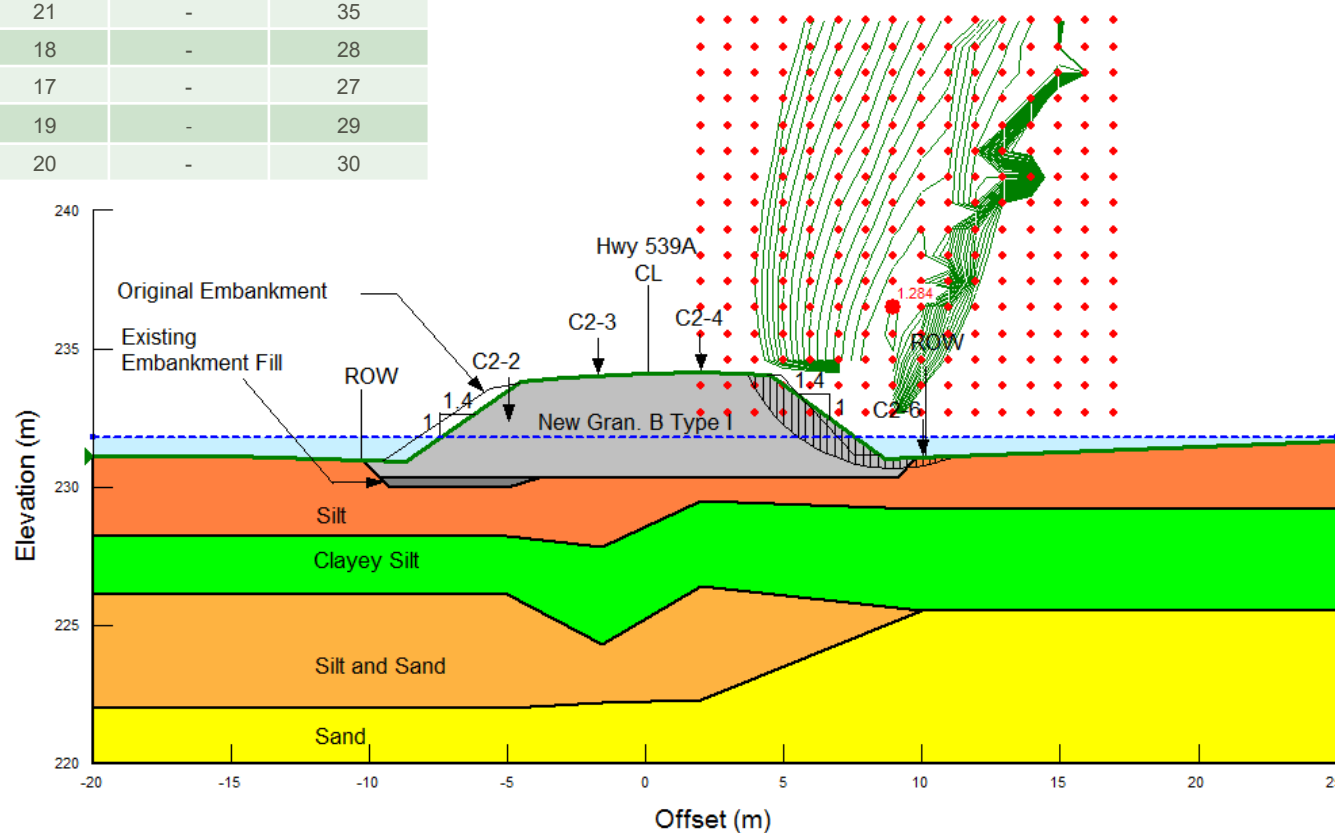 21 - 35
18 - 28
17 - 27
19 - 29
20 - 30
240
Hwy 539A
CL
1.284
Original Embankment
Existing
Embankment Fill
C2-3
C2-4
235
ROW
C2-2
ROW
1.4
1
1.4
1
C2-6
New Gran. B Type I
Elevation (m)
230
Silt
Clayey Silt
225
Silt and Sand
Sand
220
-20 -15 -10 -5 0 5 10 15 20
Offset (m)